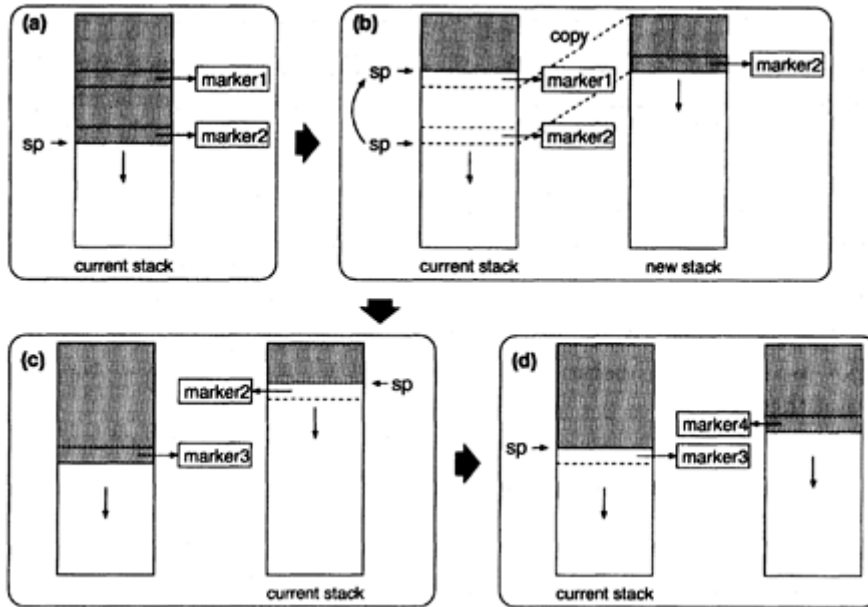 (a)
marker1
marker2
sp
current stack
(b)
copy
sp
marker1
marker2
sp
marker2
current stack
new stack
(c)
marker2
sp
marker3
current stack
(d)
marker4
sp
marker3
current stack